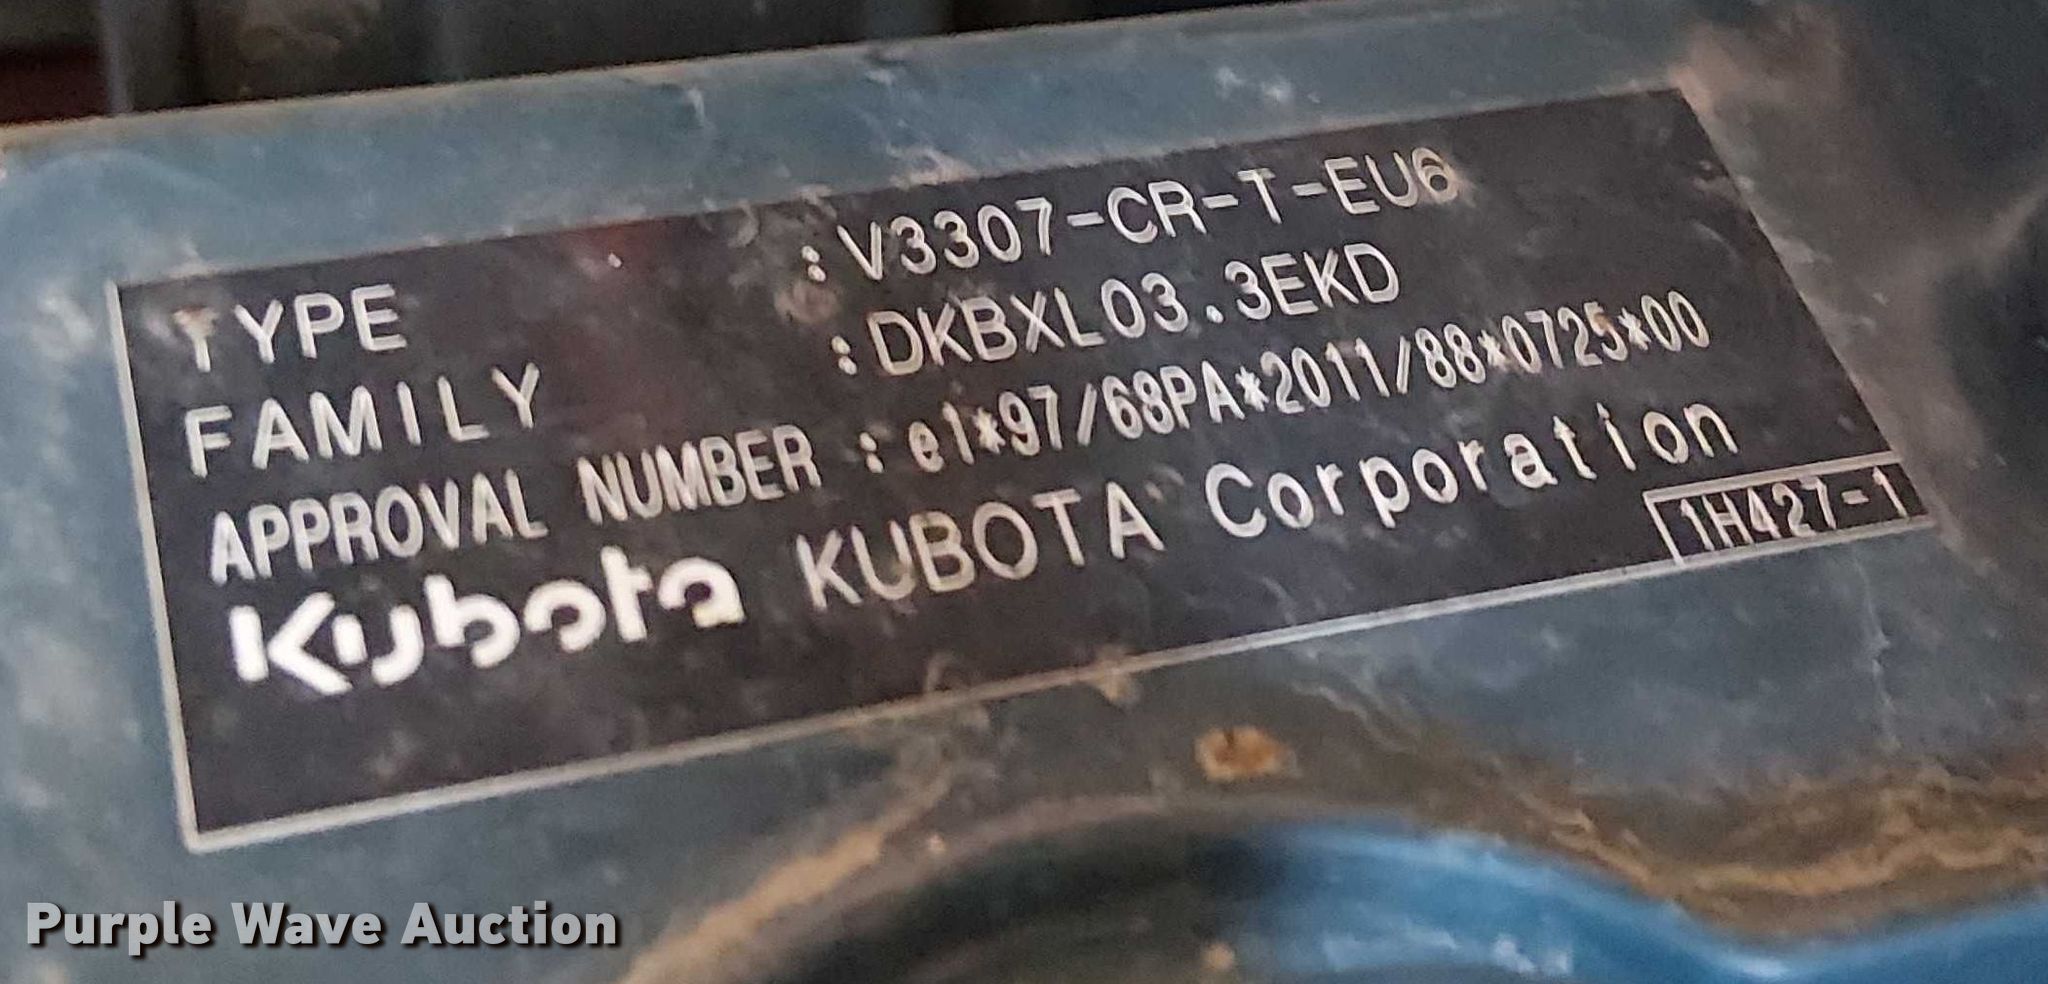 TYPE : V3307-CR-T-EU6
FAMILY : DKBXL03.3EKD
APPROVAL NUMBER : e1*97/68PA*2011/88*0725*00
Kubota KUBOTA Corporation
1H427-1
Purple Wave Auction